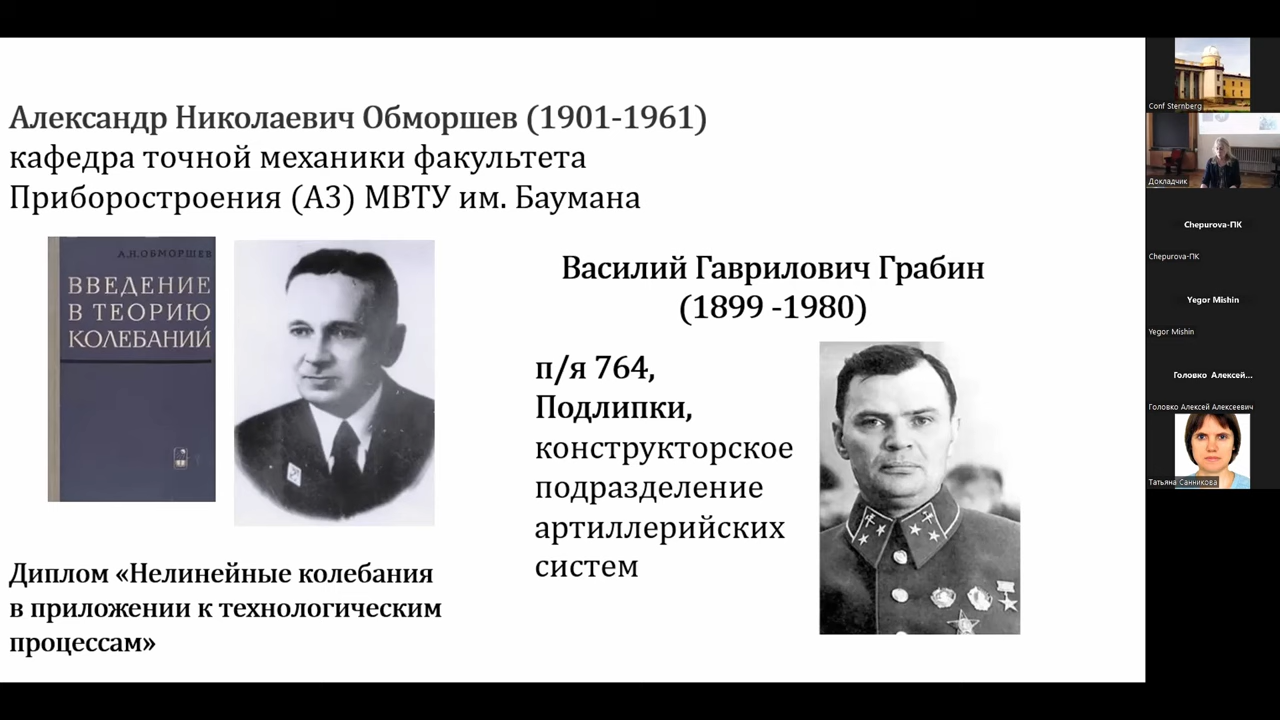 Александр Николаевич Обморшев (1901-1961)
кафедра точной механики факультета
Приборостроения (АЗ) МВТУ им. Баумана
А.Н.ОБМОРШЕВ
ВВЕДЕНИЕ
В ТЕОРИЮ
КОЛЕБАНИЙ
Диплом «Нелинейные колебания
в приложении к технологическим
процессам»
Василий Гаврилович Грабин
(1899 -1980)
п/я 764,
Подлипки,
конструкторское
подразделение
артиллерийских
систем
Conf Sternberg
Докладчик
Chepurova-ПК
Chepurova-ПК
Yegor Mishin
Yegor Mishin
Головко Алексей...
Головко Алексей Алексеевич
Татьяна Санникова